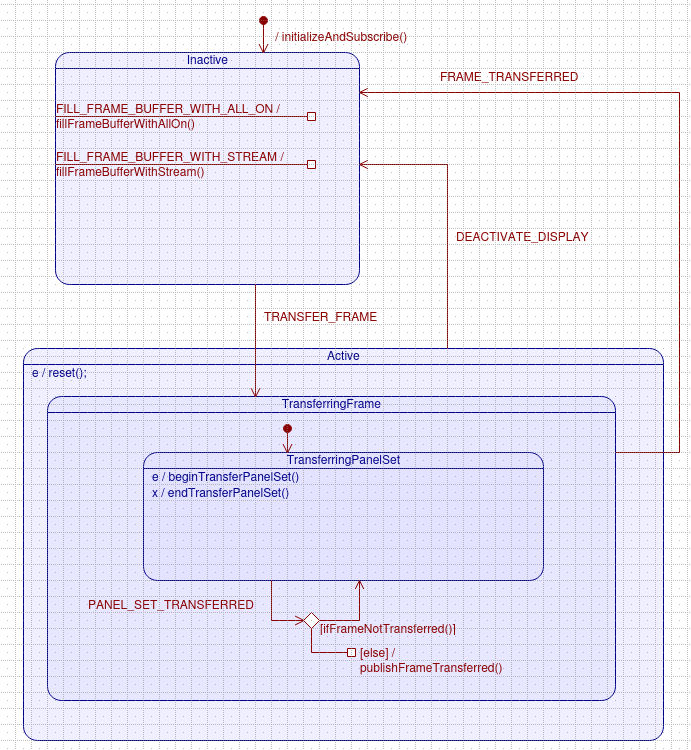 / initializeAndSubscribe()
Inactive
FRAME_TRANSFERRED
FILL_FRAME_BUFFER_WITH_ALL_ON /
fillFrameBufferWithAllOn()
FILL_FRAME_BUFFER_WITH_STREAM /
fillFrameBufferWithStream()
DEACTIVATE_DISPLAY
TRANSFER_FRAME
Active
e / reset();
TransferringFrame
TransferringPanelSet
e / beginTransferPanelSet()
x / endTransferPanelSet()
PANEL_SET_TRANSFERRED
[ifFrameNotTransferred()]
[else] /
publishFrameTransferred()